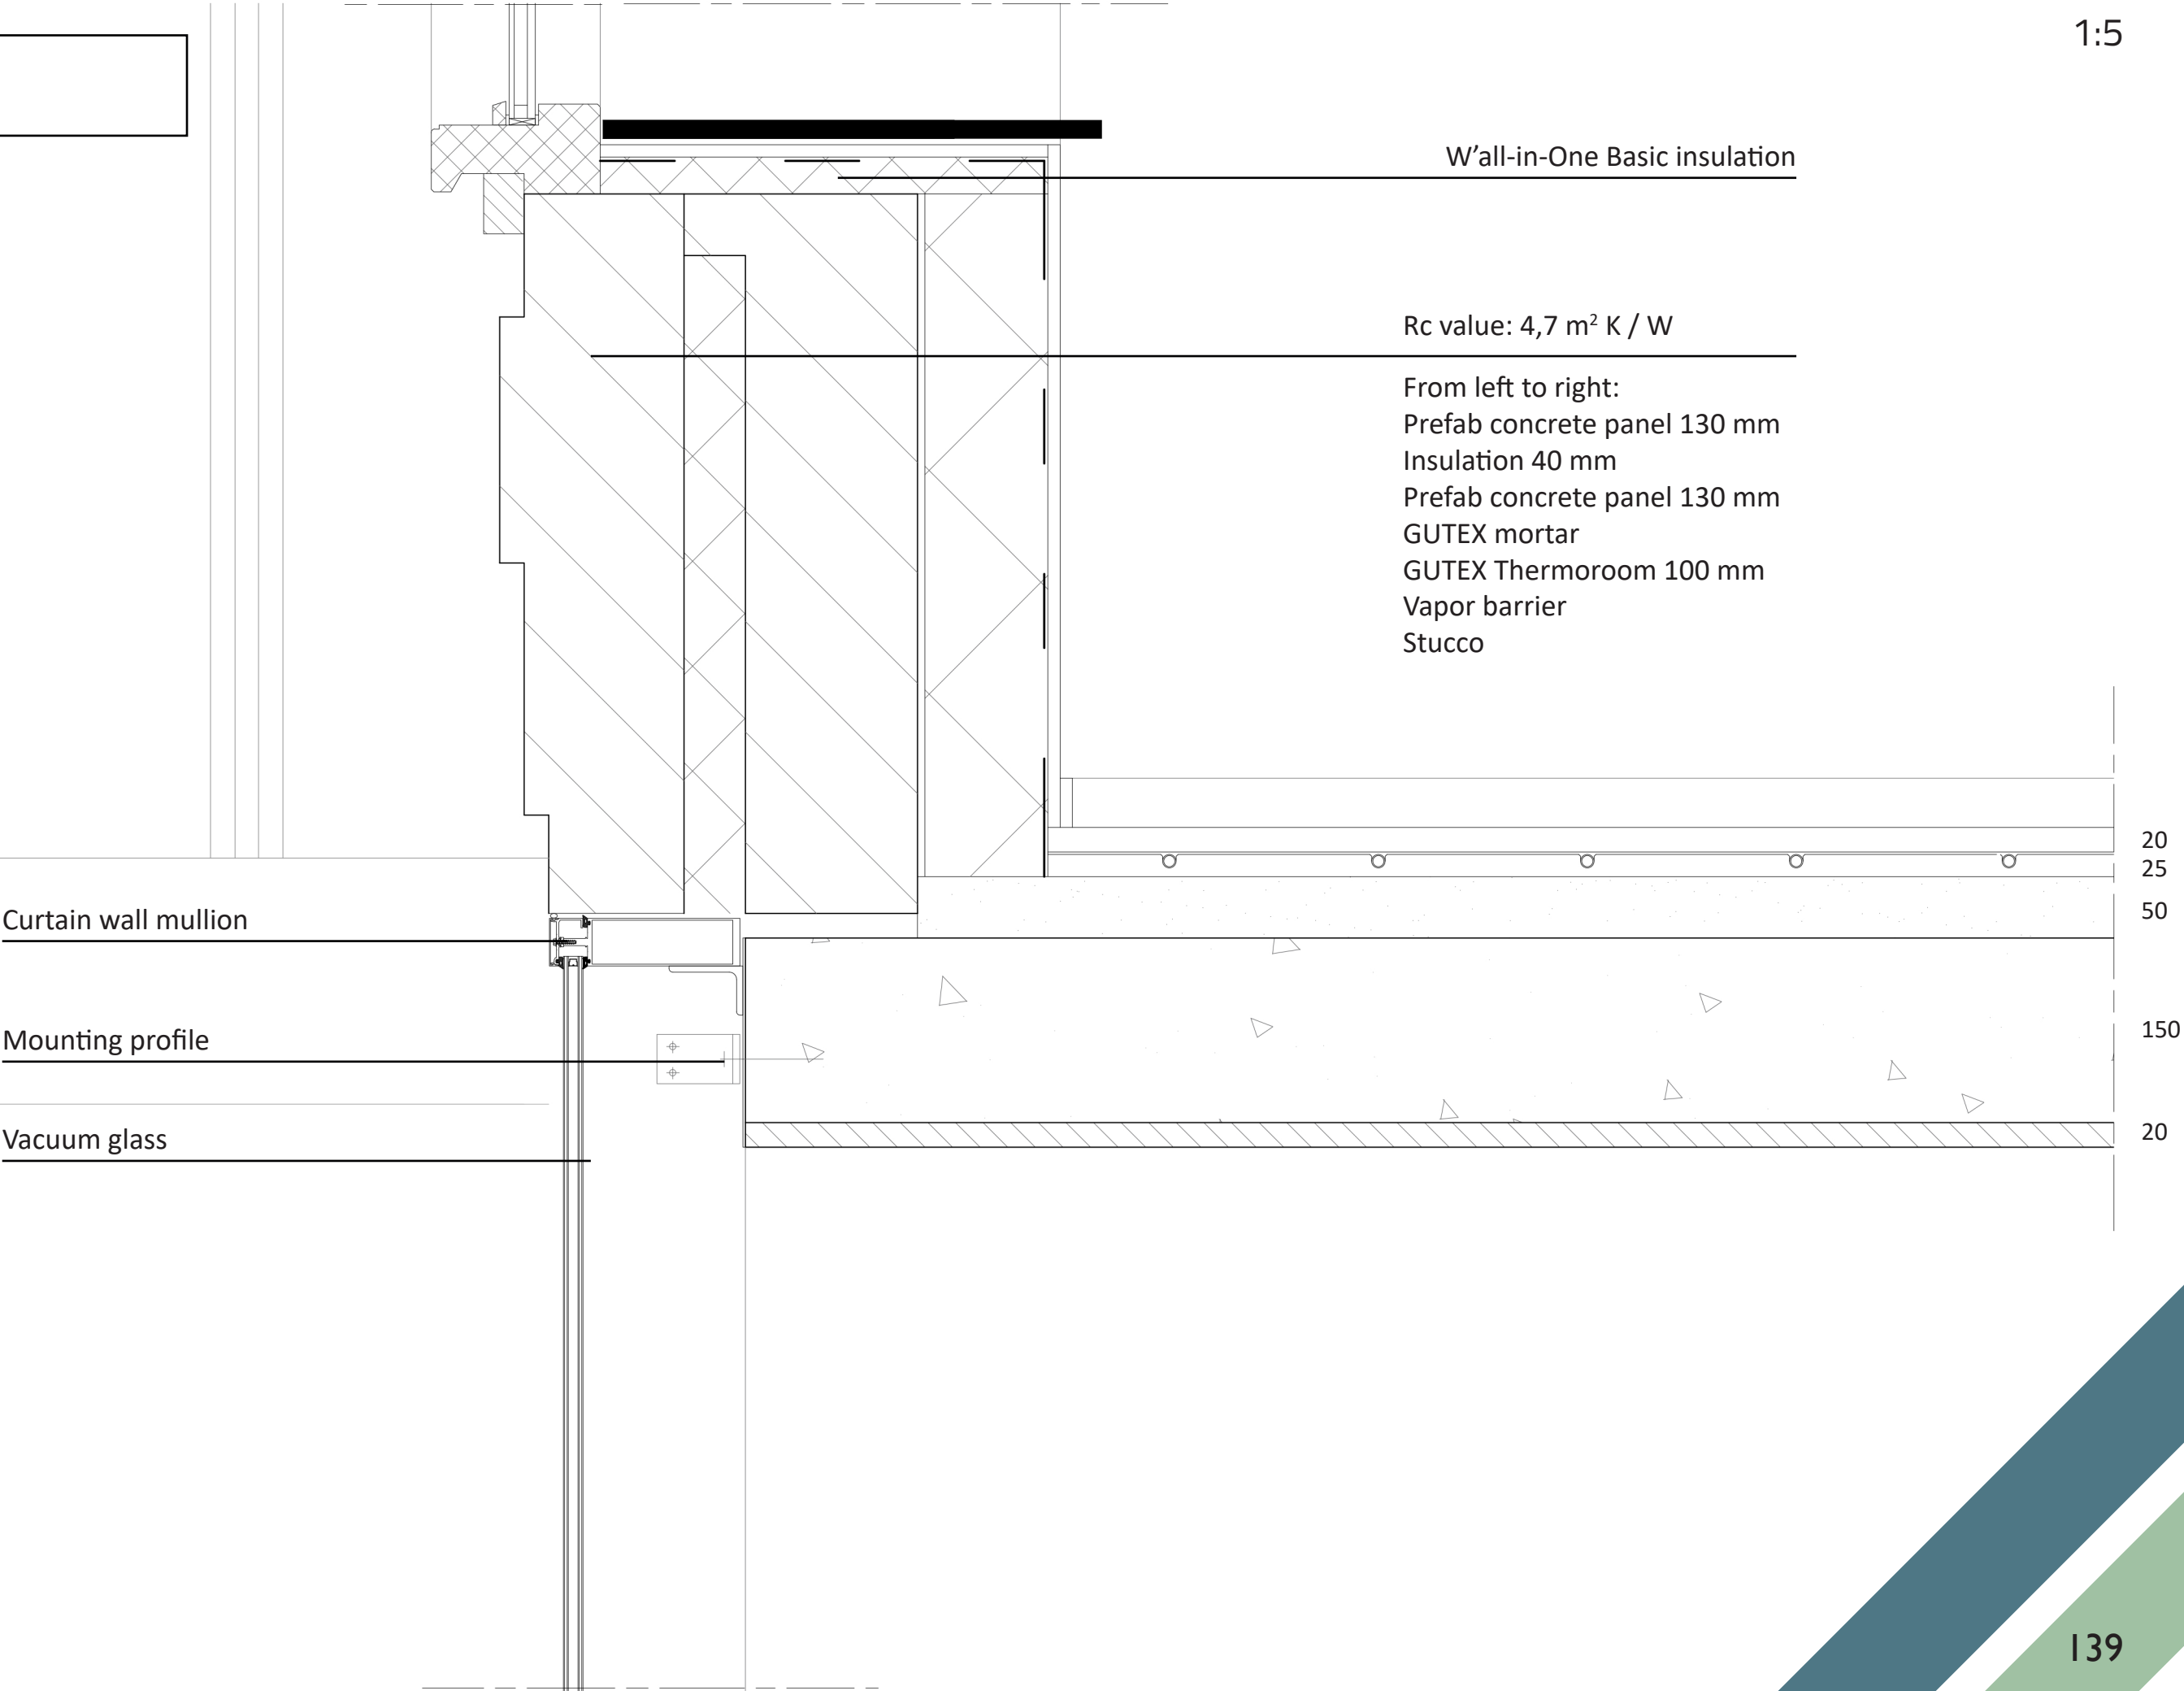 1:5
W'all-in-One Basic insulation
Rc value: 4,7 m² K / W
From left to right:
Prefab concrete panel 130 mm
Insulation 40 mm
Prefab concrete panel 130 mm
GUTEX mortar
GUTEX Thermoroom 100 mm
Vapor barrier
Stucco
20
25
50
150
20
Curtain wall mullion
Mounting profile
Vacuum glass
139